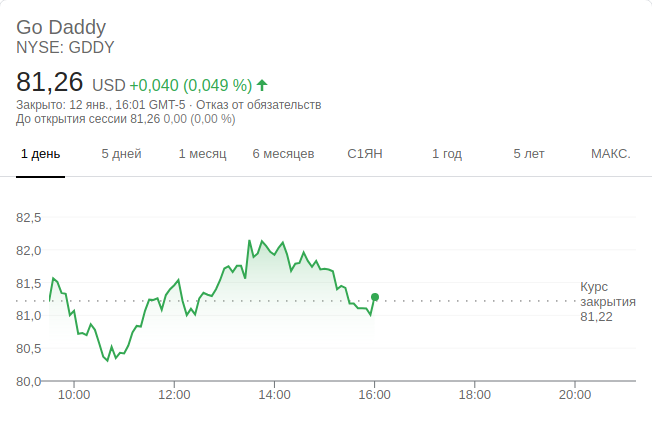 Go Daddy
NYSE: GDDY
81,26 USD +0,040 (0,049 %)
Закрыто: 12 янв., 16:01 GMT-5 · Отказ от обязательств
До открытия сессии 81,26 0,00 (0,00 %)
1 день 5 дней 1 месяц 6 месяцев С1ЯН 1 год 5 лет МАКС.
82,5
82,0
81,5
81,0
80,5
80,0
Курс
закрытия
81,22
10:00 12:00 14:00 16:00 18:00 20:00